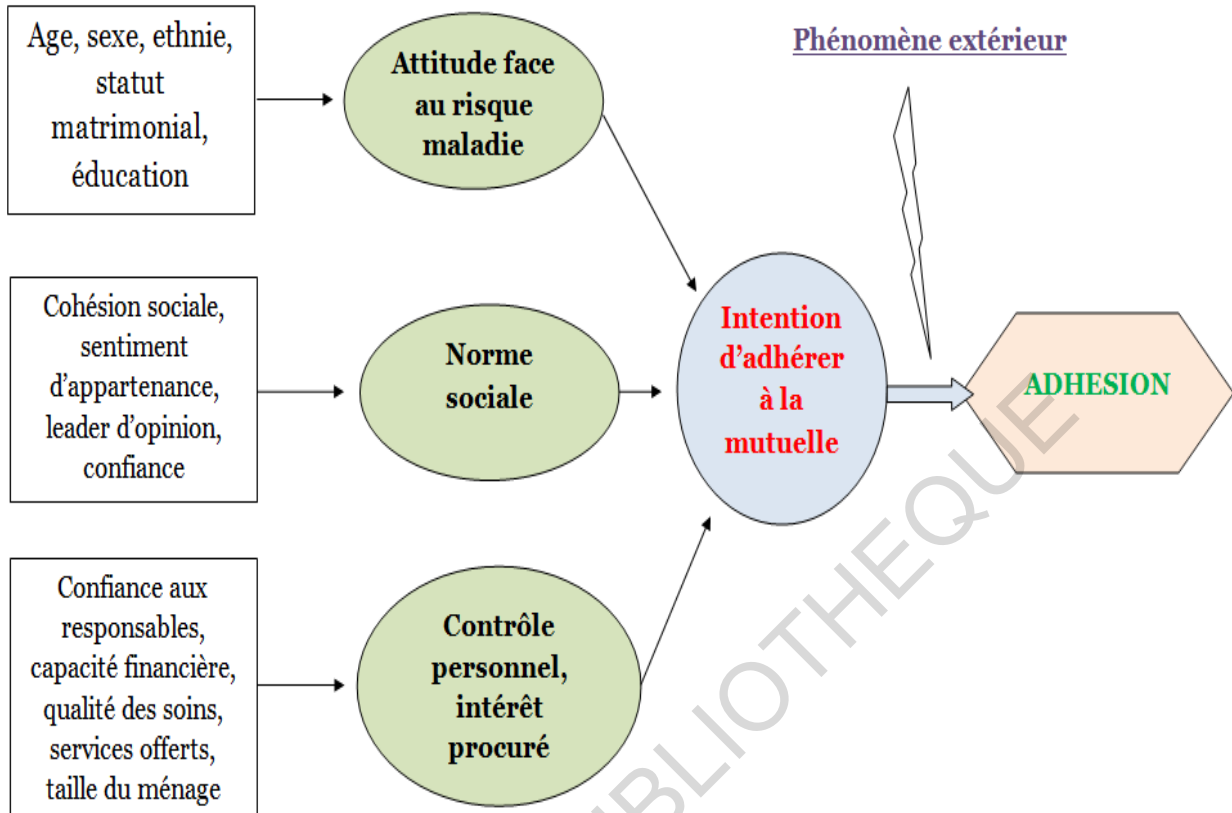 Age, sexe, ethnie,
statut
matrimonial,
éducation
Attitude face
au risque
maladie
Phénomène extérieur
Cohésion sociale,
sentiment
d’appartenance,
leader d’opinion,
confiance
Norme
sociale
Intention
d’adhérer
à la
mutuelle
ADHESION
Confiance aux
responsables,
capacité financière,
qualité des soins,
services offerts,
taille du ménage
Contrôle
personnel,
intérêt
procuré
BIBLIOTHEQUE